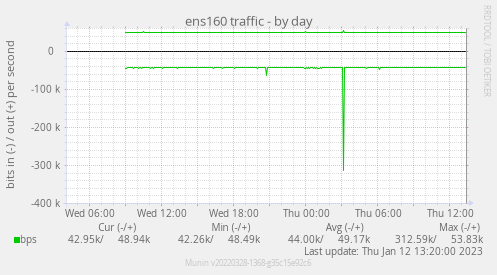 ens160 traffic - by day
RRDTOOL / TOBI OETIKER
bits in (-) / out (+) per second
0
-100 k
-200 k
-300 k
-400 k
Wed 06:00 Wed 12:00 Wed 18:00 Thu 00:00 Thu 06:00 Thu 12:00
Cur (-/+) Min (-/+) Avg (-/+) Max (-/+)
bps 42.95k/ 48.94k 42.26k/ 48.49k 44.00k/ 49.17k 312.59k/ 53.83k
Last update: Thu Jan 12 13:20:00 2023
Munin v20220328-1368-g35c15e92c6